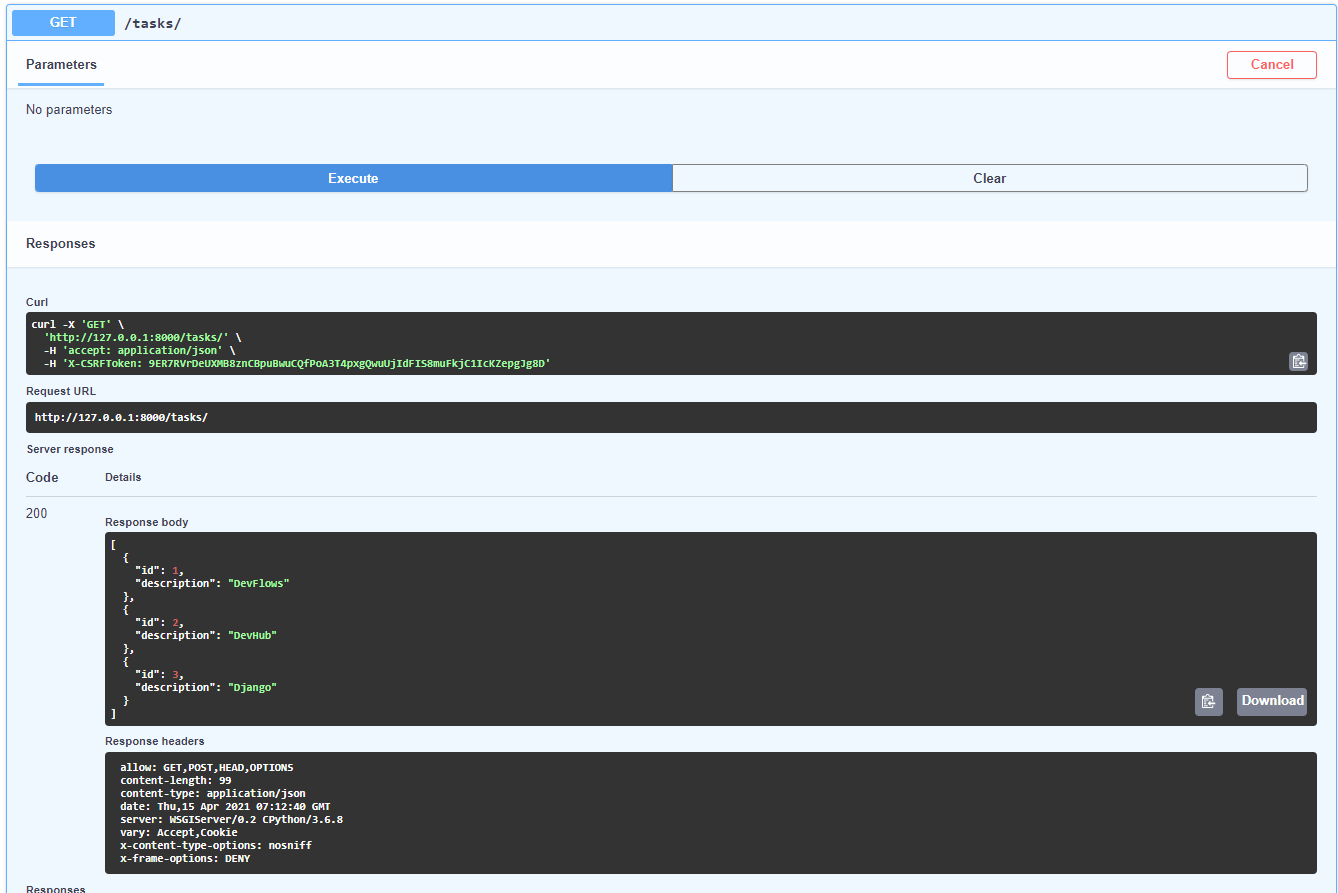 GET /tasks/
Parameters Cancel
No parameters
Execute Clear
Responses
Curl
curl -X 'GET' \
'http://127.0.0.1:8000/tasks/' \
-H 'accept: application/json' \
-H 'X-CSRFToken: 9ER7RVrDeUXMB8znCBpuBwuCQfPoA3T4pxgQwuUjIdFIS8muFkjC1IcKZepgJg8D'
Request URL
http://127.0.0.1:8000/tasks/
Server response
Code Details
200
Response body
[
{
"id": 1,
"description": "DevFlows"
},
{
"id": 2,
"description": "DevHub"
},
{
"id": 3,
"description": "Django"
}
]
Download
Response headers
allow: GET,POST,HEAD,OPTIONS
content-length: 99
content-type: application/json
date: Thu,15 Apr 2021 07:12:40 GMT
server: WSGIServer/0.2 CPython/3.6.8
vary: Accept,Cookie
x-content-type-options: nosniff
x-frame-options: DENY
Responses